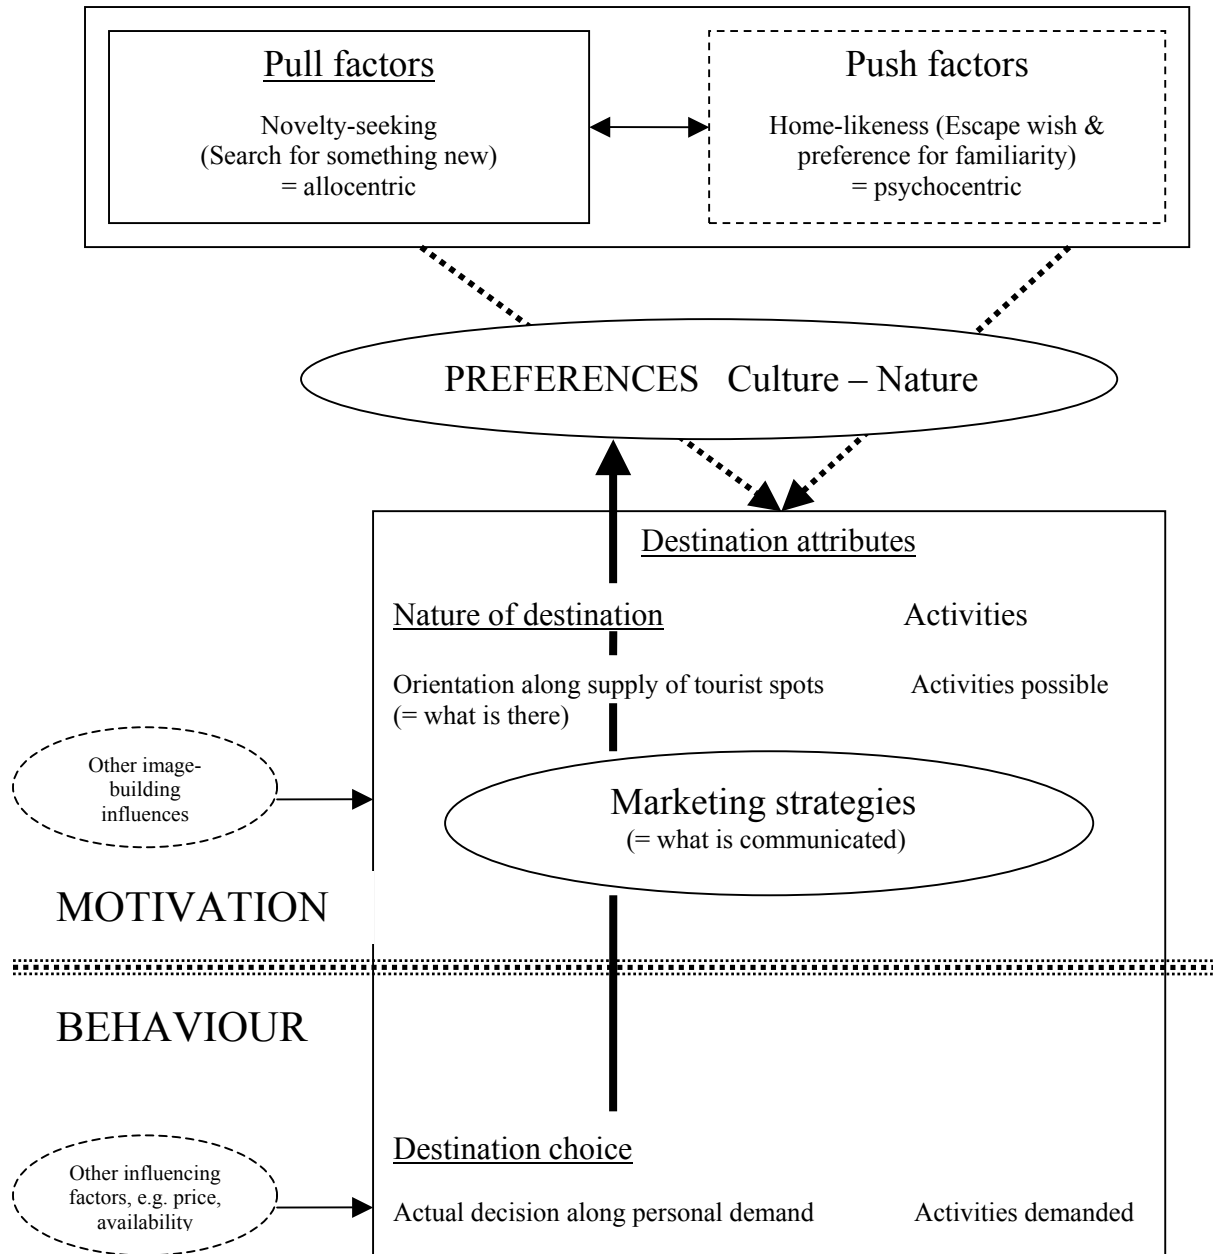 Pull factors
Novelty-seeking
(Search for something new)
= allocentric
Push factors
Home-likeness (Escape wish &
preference for familiarity)
= psychocentric
PREFERENCES Culture – Nature
Destination attributes
Nature of destination
Activities
Orientation along supply of tourist spots
(= what is there)
Activities possible
Other image-
building
influences
Marketing strategies
(= what is communicated)
MOTIVATION
BEHAVIOUR
Destination choice
Other influencing
factors, e.g. price,
availability
Actual decision along personal demand
Activities demanded